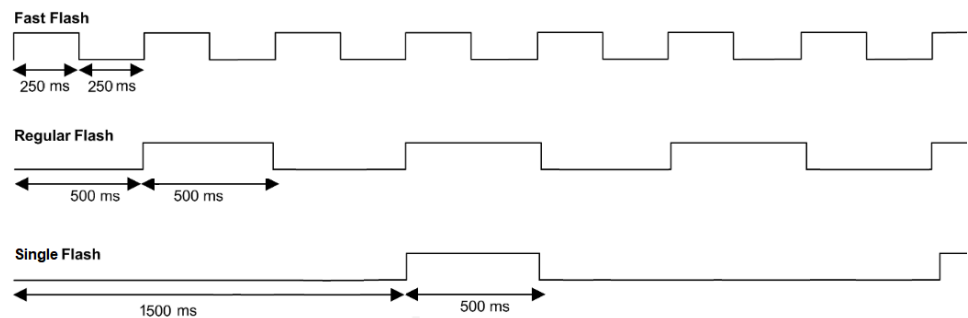 Fast Flash
250 ms 250 ms
Regular Flash
500 ms 500 ms
Single Flash
1500 ms 500 ms